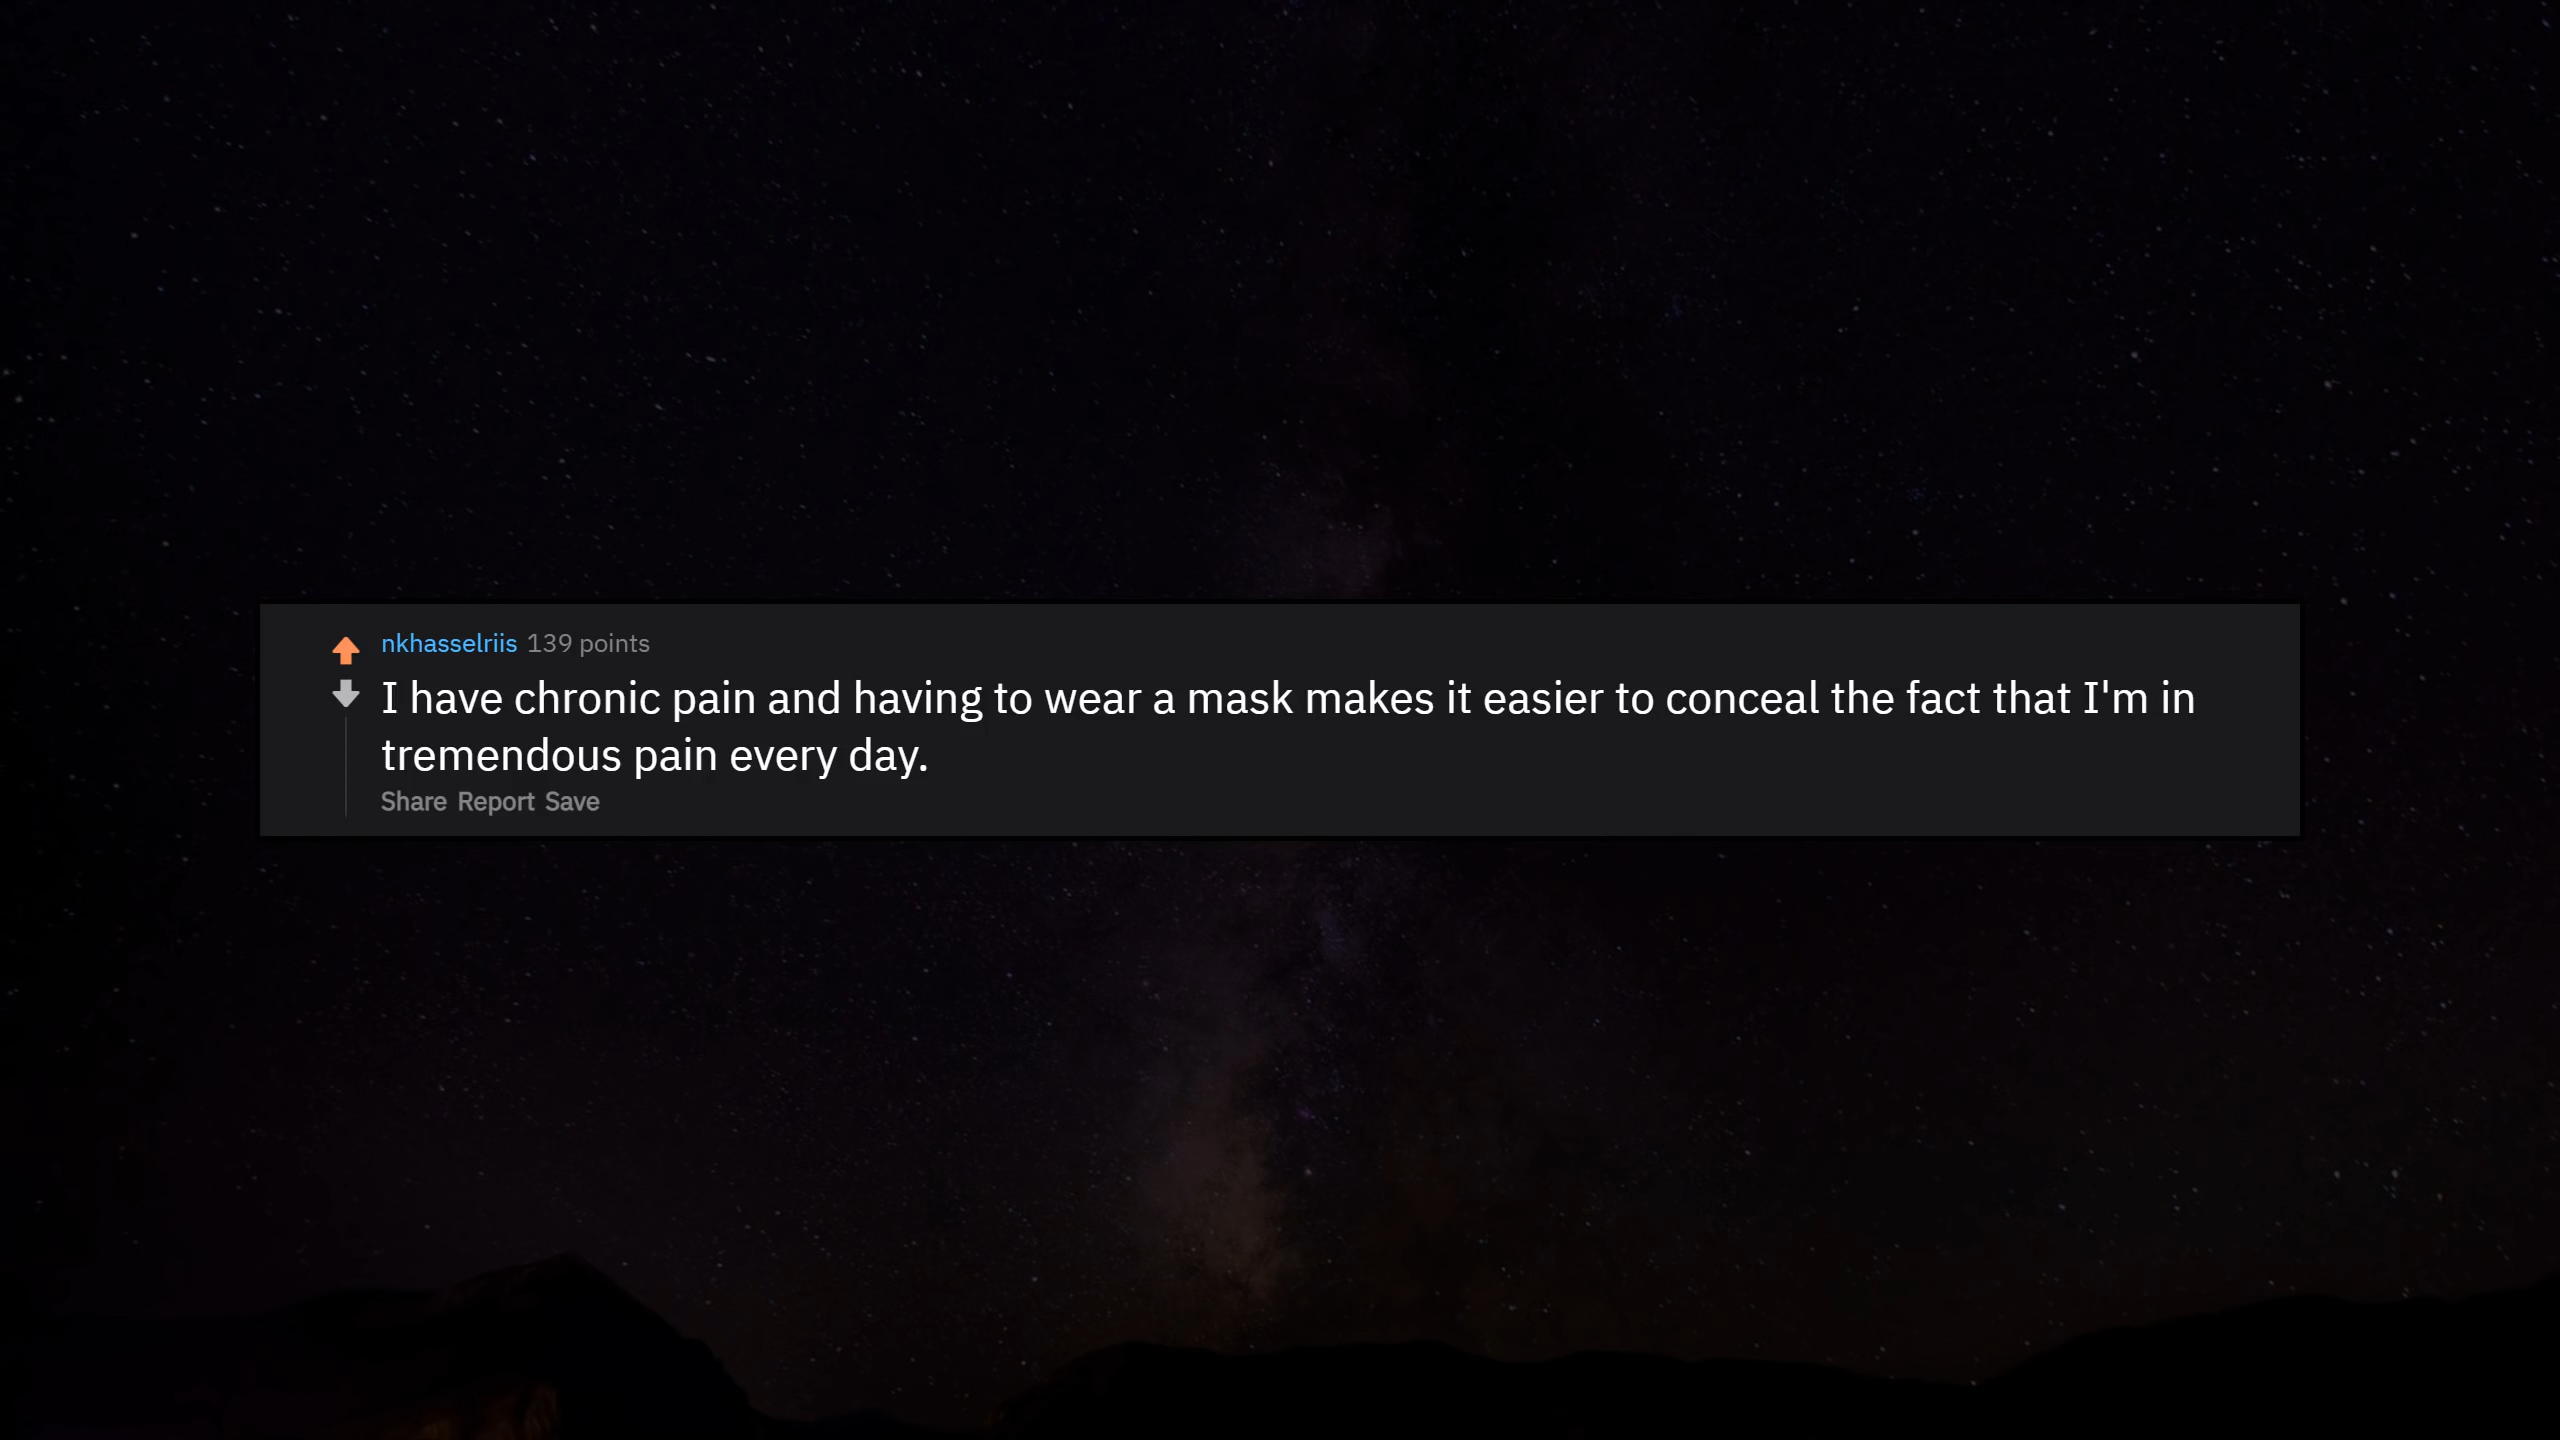 nkhasselriis 139 points
I have chronic pain and having to wear a mask makes it easier to conceal the fact that I'm in
tremendous pain every day.
Share Report Save